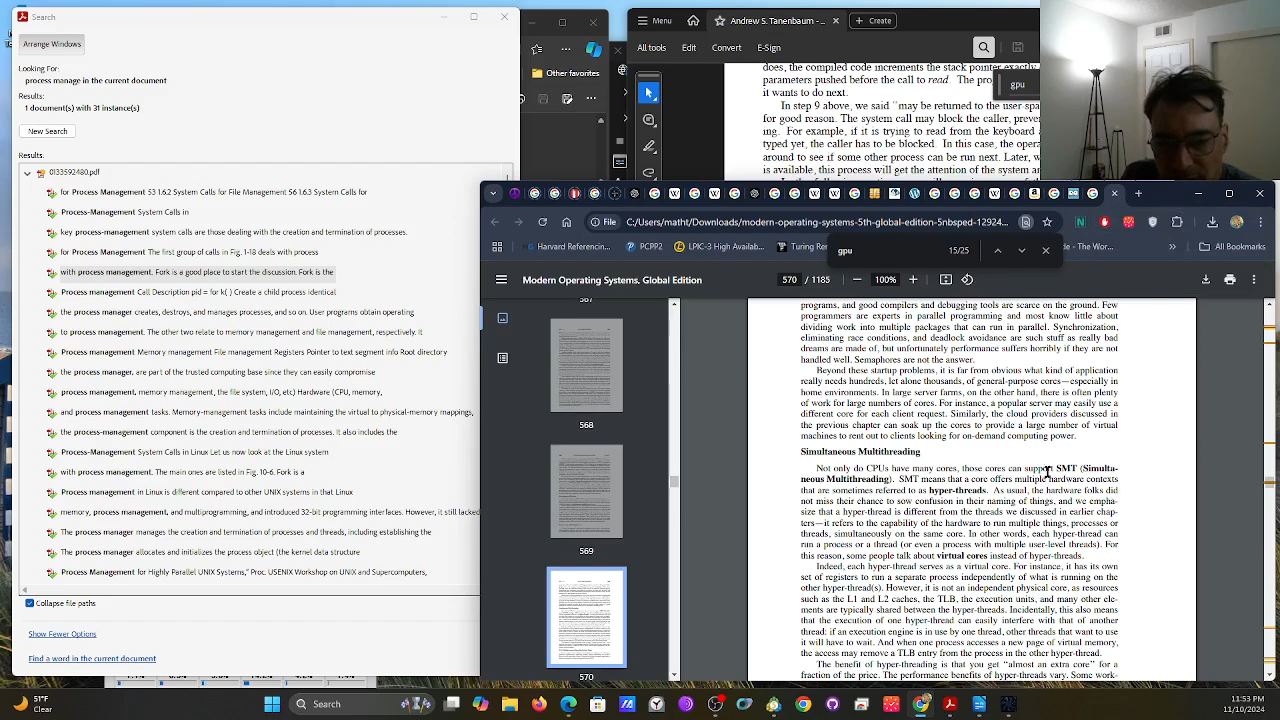 Search
Arrange Windows
Looking For:
process manage in the current document
Results:
1 document(s) with 31 instance(s)
New Search
Results:
0133592480.pdf
for Process Management 53 1.6.2 System Calls for File Management 56 1.6.3 System Calls for
Process-Management System Calls in
key process-management system calls are those dealing with the creation and termination of processes.
for Process Management The first group of calls in Fig. 1-18 deals with process
with process management. Fork is a good place to start the discussion. Fork is the
Process management Call Description pid = for k( ) Create a child process identical
the process manager creates, destroys, and manages processes, and so on. User programs obtain operating
to process management. The other two relate to memory management and file management, respectively. It
Process management Memory management File management Registers Pointer to text segment info Root directory
the process manager, are part of the trusted computing base since they can easily compromise
process management, memory management, the file system, I/O, etc) Hardware: CPU, memory,
and process management tasks. Memory-management tasks include maintaining the virtual to physical-memory mappings,
the process-management component is the creation and termination of processes. It also includes the
Process-Management System Calls in Linux Let us now look at the Linux system
with process management. The main ones are listed in Fig. 10-6. Fork is a
Process management in Linux is different compared to other UNIX systems in that Linux
memory, process management, and multiprogramming, and introduced 32-bit programming interfaces. However, it still lacked
The process manager manages the creation and termination of processes and threads, including establishing the
The process manager allocates and initializes the process object (the kernel data structure
Process Management for Highly Parallel UNIX Systems," Proc. USENIX Workshop on UNIX and Supercomputers,
Collapse file paths
Show Fewer Options
Find a word in the current document
Other favorites
Menu
Andrew S. Tanenbaum -
Create
All tools
Edit
Convert
E-Sign
gpu
does, the compiled code increments the stack pointer exactly
parameters pushed before the call to read. The pro
it wants to do next.
In step 9 above, we said "may be returned to the user-sp
for good reason. The system call may block the caller, preven
ing. For example, if it is trying to read from the keyboard a
typed yet, the caller has to be blocked. In this case, the operat
around to see if some other process can be run next. Later, w
is available, this process will get the attention of the system a
File
C:/Users/matht/Downloads/modern-operating-systems-5th-global-edition-5nbsped-12924...
Harvard Referencin...
PCPP2
LPIC-3 High Availab...
Turing Ren
of the We...
All Bookmarks
gpu
15/25
Modern Operating Systems. Global Edition
570 / 1185
100%
567
568
569
570
programs, and good compilers and debugging tools are scarce on the ground. Few
programmers are experts in parallel programming and most know little about
dividing work into multiple packages that can run in parallel. Synchronization,
eliminating race conditions, and deadlock avoidance are such stuff as really bad
dreams are made of, but unfortunately performance suffers horribly if they are not
handled well. Semaphores are not the answer.
Beyond these startup problems, it is far from obvious what kind of application
really needs hundreds, let alone thousands, of general-purpose cores—especially in
home environments. In large server farms, on the other hand, there is often plenty
of work for large numbers of cores. For instance, a popular server may easily use a
different core for each client request. Similarly, the cloud providers discussed in
the previous chapter can soak up the cores to provide a large number of virtual
machines to rent out to clients looking for on-demand computing power.
Simultaneous Multithreading
Not only do CPUs have many cores, those cores can support SMT (Simulta-
neous Multithreading). SMT means that a core offers multiple hardware contexts
that are sometimes referred to as hyper-threads. As usual, the hardware folks did
not miss their chance to sow confusion in their naming of things, and we empha-
size that a hyper-thread is different from the threads we discussed in earlier chap-
ters—it refers to the capability of the hardware to run multiple things, processes or
threads, simultaneously on the same core. In other words, each hyper-thread can
run a process or a thread (or even a process with multiple user-level threads). For
this reason, some people talk about virtual cores instead of hyper-threads.
Indeed, each hyper-thread serves as a virtual core. For instance, it has its own
set of registers to run a separate process independently of what is running on the
other hyper thread(s). However, it is not an independent physical core, as resources
such as the L1 and L2 caches, the TLB, the execution units, and many other ele-
ments are typically shared between the hyper-threads. Incidentally, this also means
that the execution of one hyper-thread can easily interfere with that of another
thread: if an execution engine is in use by one thread, other threads that want to use
it will have to wait. And when one process accesses a new page of virtual memory,
the access may remove a TLB entry from the process in the other hyper-thread.
The benefit of hyper-threading is that you get "almost an extra core" for a
fraction of the price. The performance benefits of hyper-threads vary. Some work-
51°F
Clear
Search
11:53 PM
11/10/2024